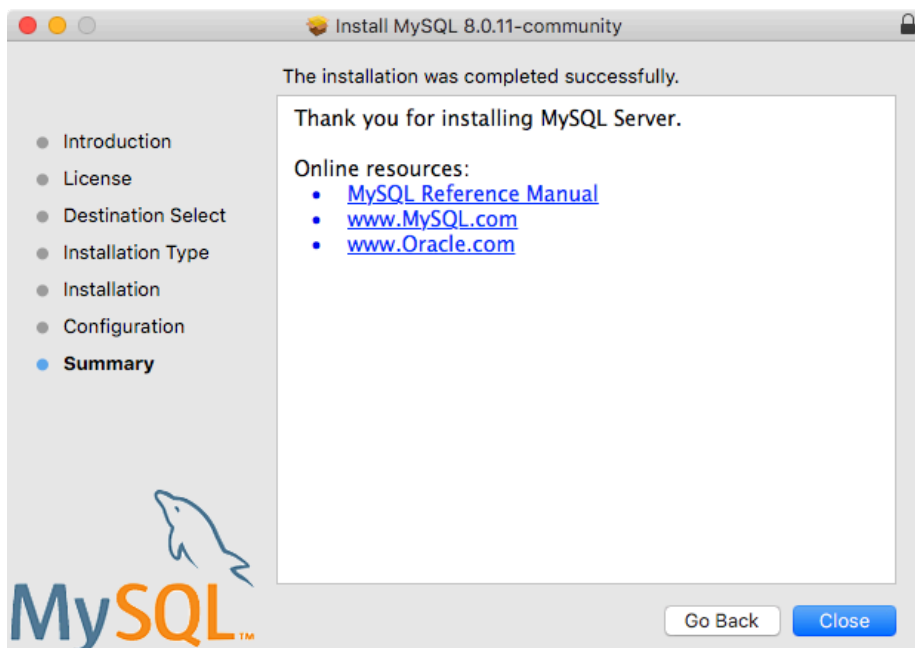 Install MySQL 8.0.11-community
The installation was completed successfully.
Introduction
License
Destination Select
Installation Type
Installation
Configuration
Summary
Thank you for installing MySQL Server.
Online resources:
• MySQL Reference Manual
• www.MySQL.com
• www.Oracle.com
MySQL™
Go Back
Close